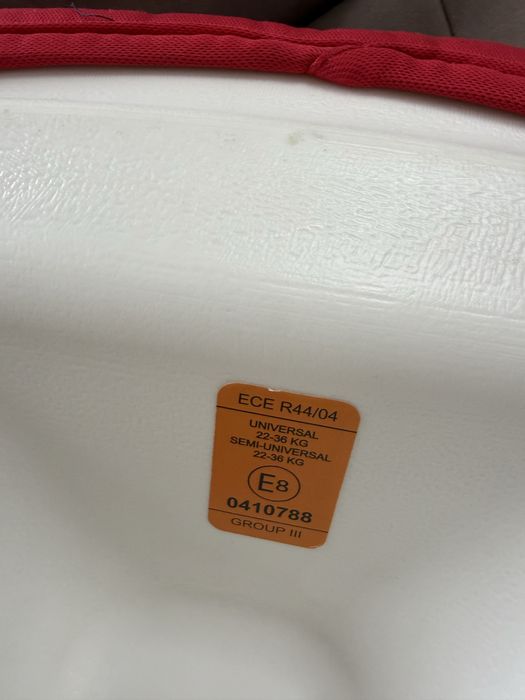 ECE R44/04
UNIVERSAL
22-36 KG
SEMI-UNIVERSAL
22-36 KG
E8
0410788
GROUP III